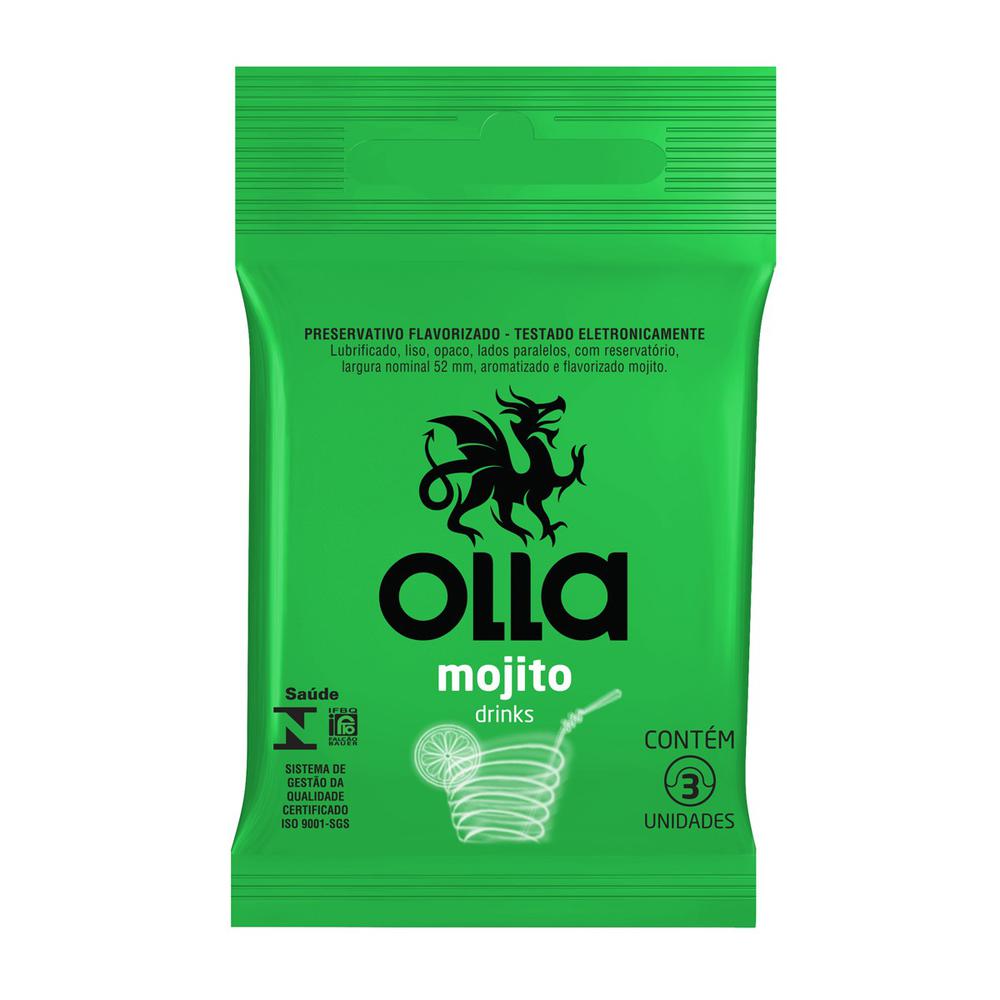 PRESERVATIVO FLAVORIZADO - TESTADO ELETRONICAMENTE
Lubrificado, liso, opaco, lados paralelos, com reservatório,
largura nominal 52 mm, aromatizado e flavorizado mojito.
olla
mojito
drinks
Saúde
IFBQ
FALCÃO
BAUER
SISTEMA DE
GESTÃO DA
QUALIDADE
CERTIFICADO
ISO 9001-SGS
CONTÉM
3
UNIDADES